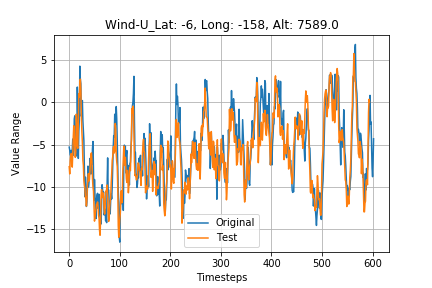 Wind-U_Lat: -6, Long: -158, Alt: 7589.0
Value Range
5
0
−5
−10
−15
Original
Test
0
100
200
300
400
500
600
Timesteps